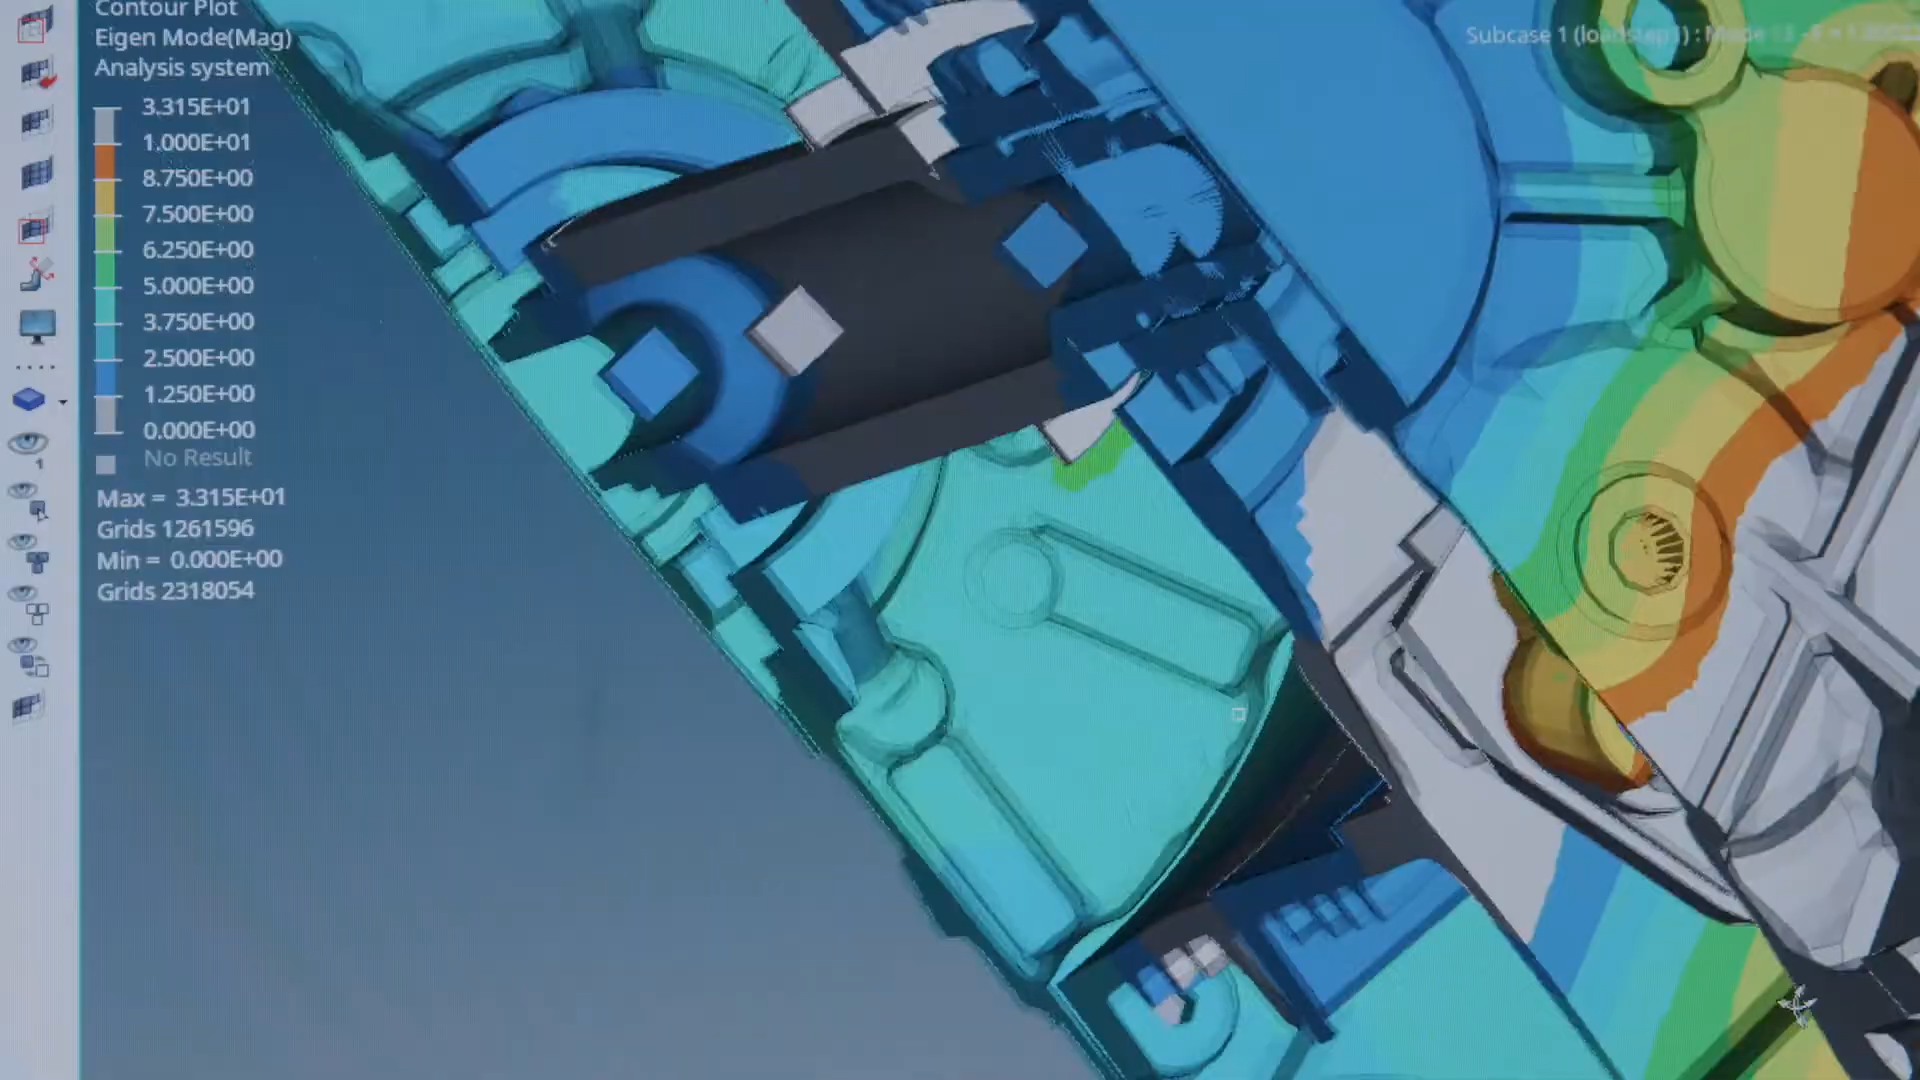 Contour Plot
Eigen Mode(Mag)
Analysis system
3.315E+01
1.000E+01
8.750E+00
7.500E+00
6.250E+00
5.000E+00
3.750E+00
2.500E+00
1.250E+00
0.000E+00
No Result
Max = 3.315E+01
Grids 1261596
Min = 0.000E+00
Grids 2318054
Subcase 1 (loadstep1) : Mode
1